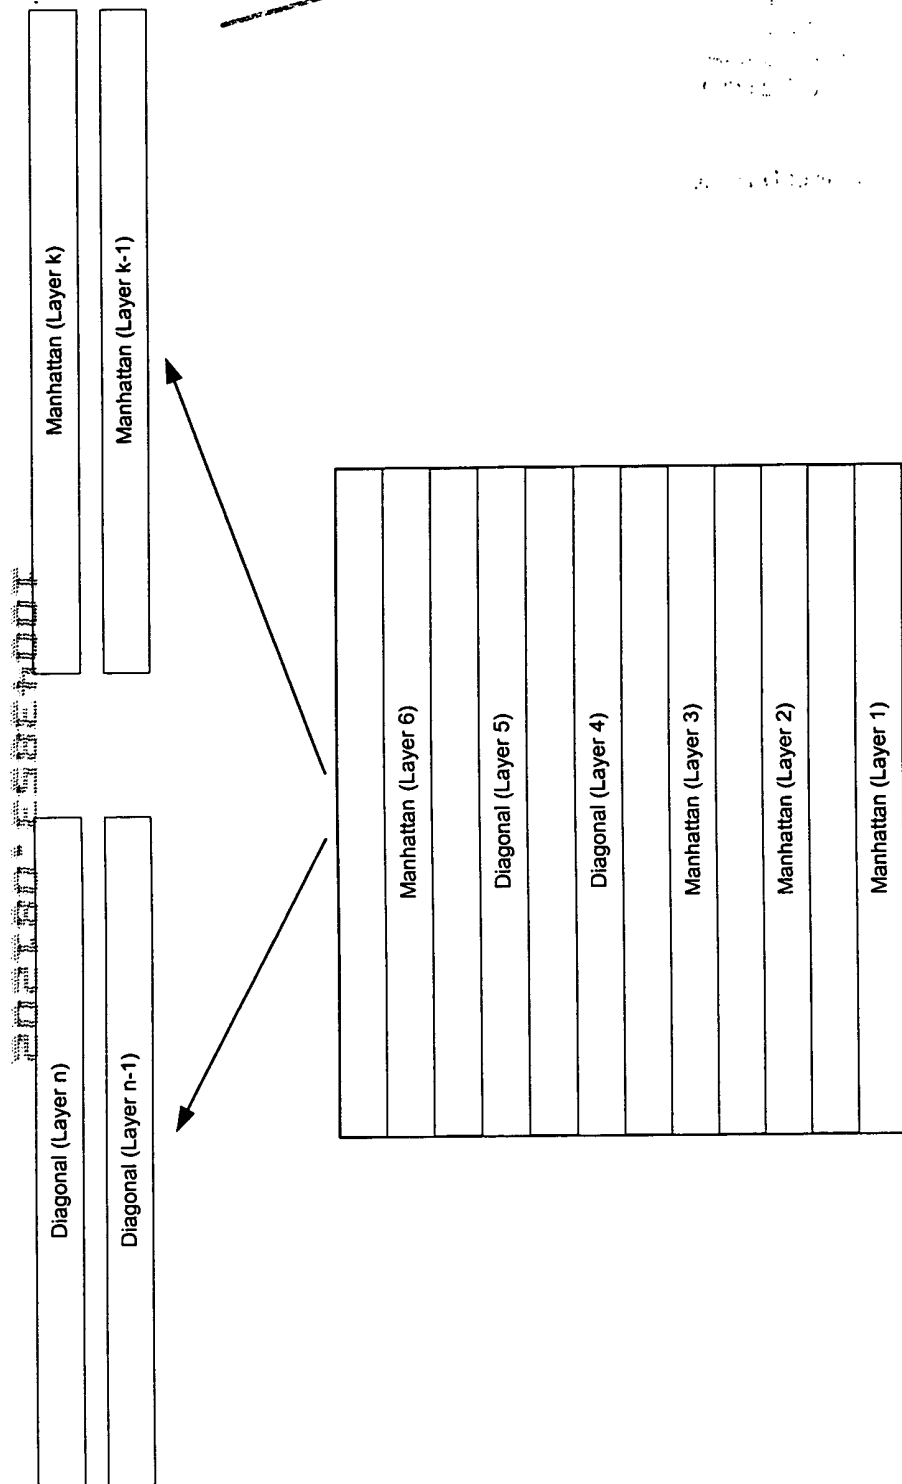 Diagonal (Layer n)
Diagonal (Layer n-1)
Manhattan (Layer k)
Manhattan (Layer k-1)
Manhattan (Layer 6)
Diagonal (Layer 5)
Diagonal (Layer 4)
Manhattan (Layer 3)
Manhattan (Layer 2)
Manhattan (Layer 1)